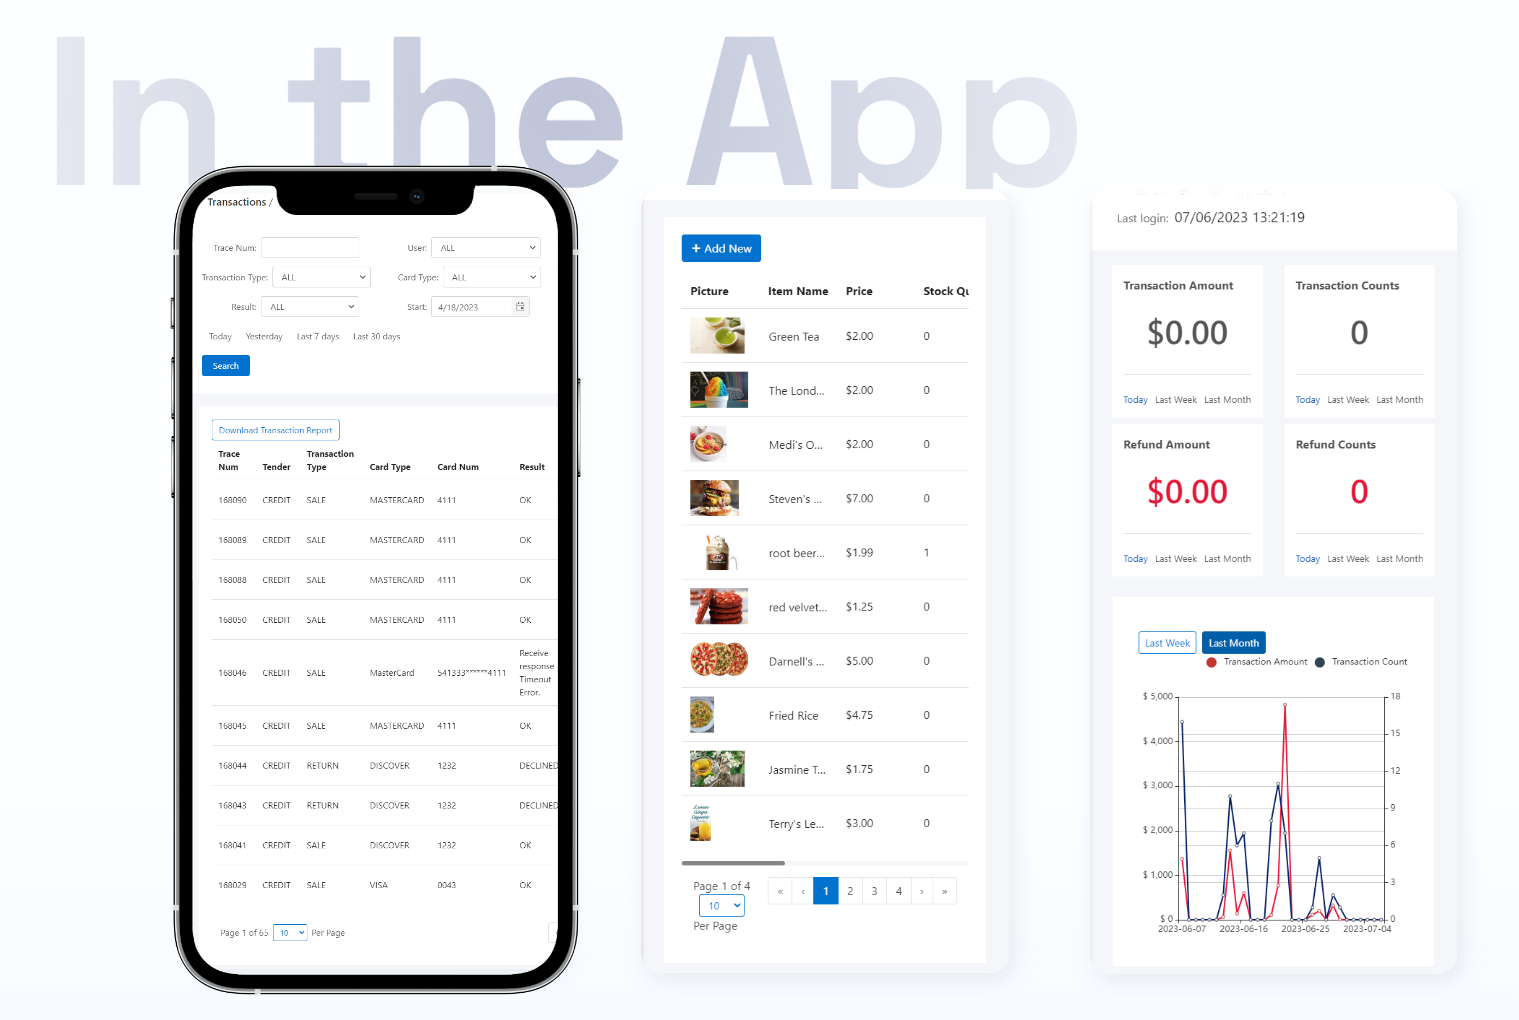 In the App
Transactions /
Trace Num:
User: ALL
Transaction Type: ALL
Card Type: ALL
Result: ALL
Start: 4/18/2023
Today Yesterday Last 7 days Last 30 days
Search
Download Transaction Report
Trace Num Tender Transaction Type Card Type Card Num Result
168090 CREDIT SALE MASTERCARD 4111 OK
168089 CREDIT SALE MASTERCARD 4111 OK
168088 CREDIT SALE MASTERCARD 4111 OK
168050 CREDIT SALE MASTERCARD 4111 OK
168046 CREDIT SALE MasterCard 541333******4111 Receive response Timeout Error.
168045 CREDIT SALE MASTERCARD 4111 OK
168044 CREDIT RETURN DISCOVER 1232 DECLINED
168043 CREDIT RETURN DISCOVER 1232 DECLINED
168041 CREDIT SALE DISCOVER 1232 OK
168029 CREDIT SALE VISA 0043 OK
Page 1 of 65 10 Per Page
+ Add New
Picture Item Name Price Stock Qu
Green Tea $2.00 0
The Lond... $2.00 0
Medi's O... $2.00 0
Steven's ... $7.00 0
root beer... $1.99 1
red velvet... $1.25 0
Darnell's ... $5.00 0
Fried Rice $4.75 0
Jasmine T... $1.75 0
Terry's Le... $3.00 0
Page 1 of 4
10
Per Page
« ‹ 1 2 3 4 › »
Last login: 07/06/2023 13:21:19
Transaction Amount
$0.00
Today Last Week Last Month
Transaction Counts
0
Today Last Week Last Month
Refund Amount
$0.00
Today Last Week Last Month
Refund Counts
0
Today Last Week Last Month
Last Week Last Month
Transaction Amount Transaction Count
$ 5,000 18
15
$ 4,000
12
$ 3,000
9
$ 2,000
6
$ 1,000
3
$ 0 0
2023-06-07 2023-06-16 2023-06-25 2023-07-04